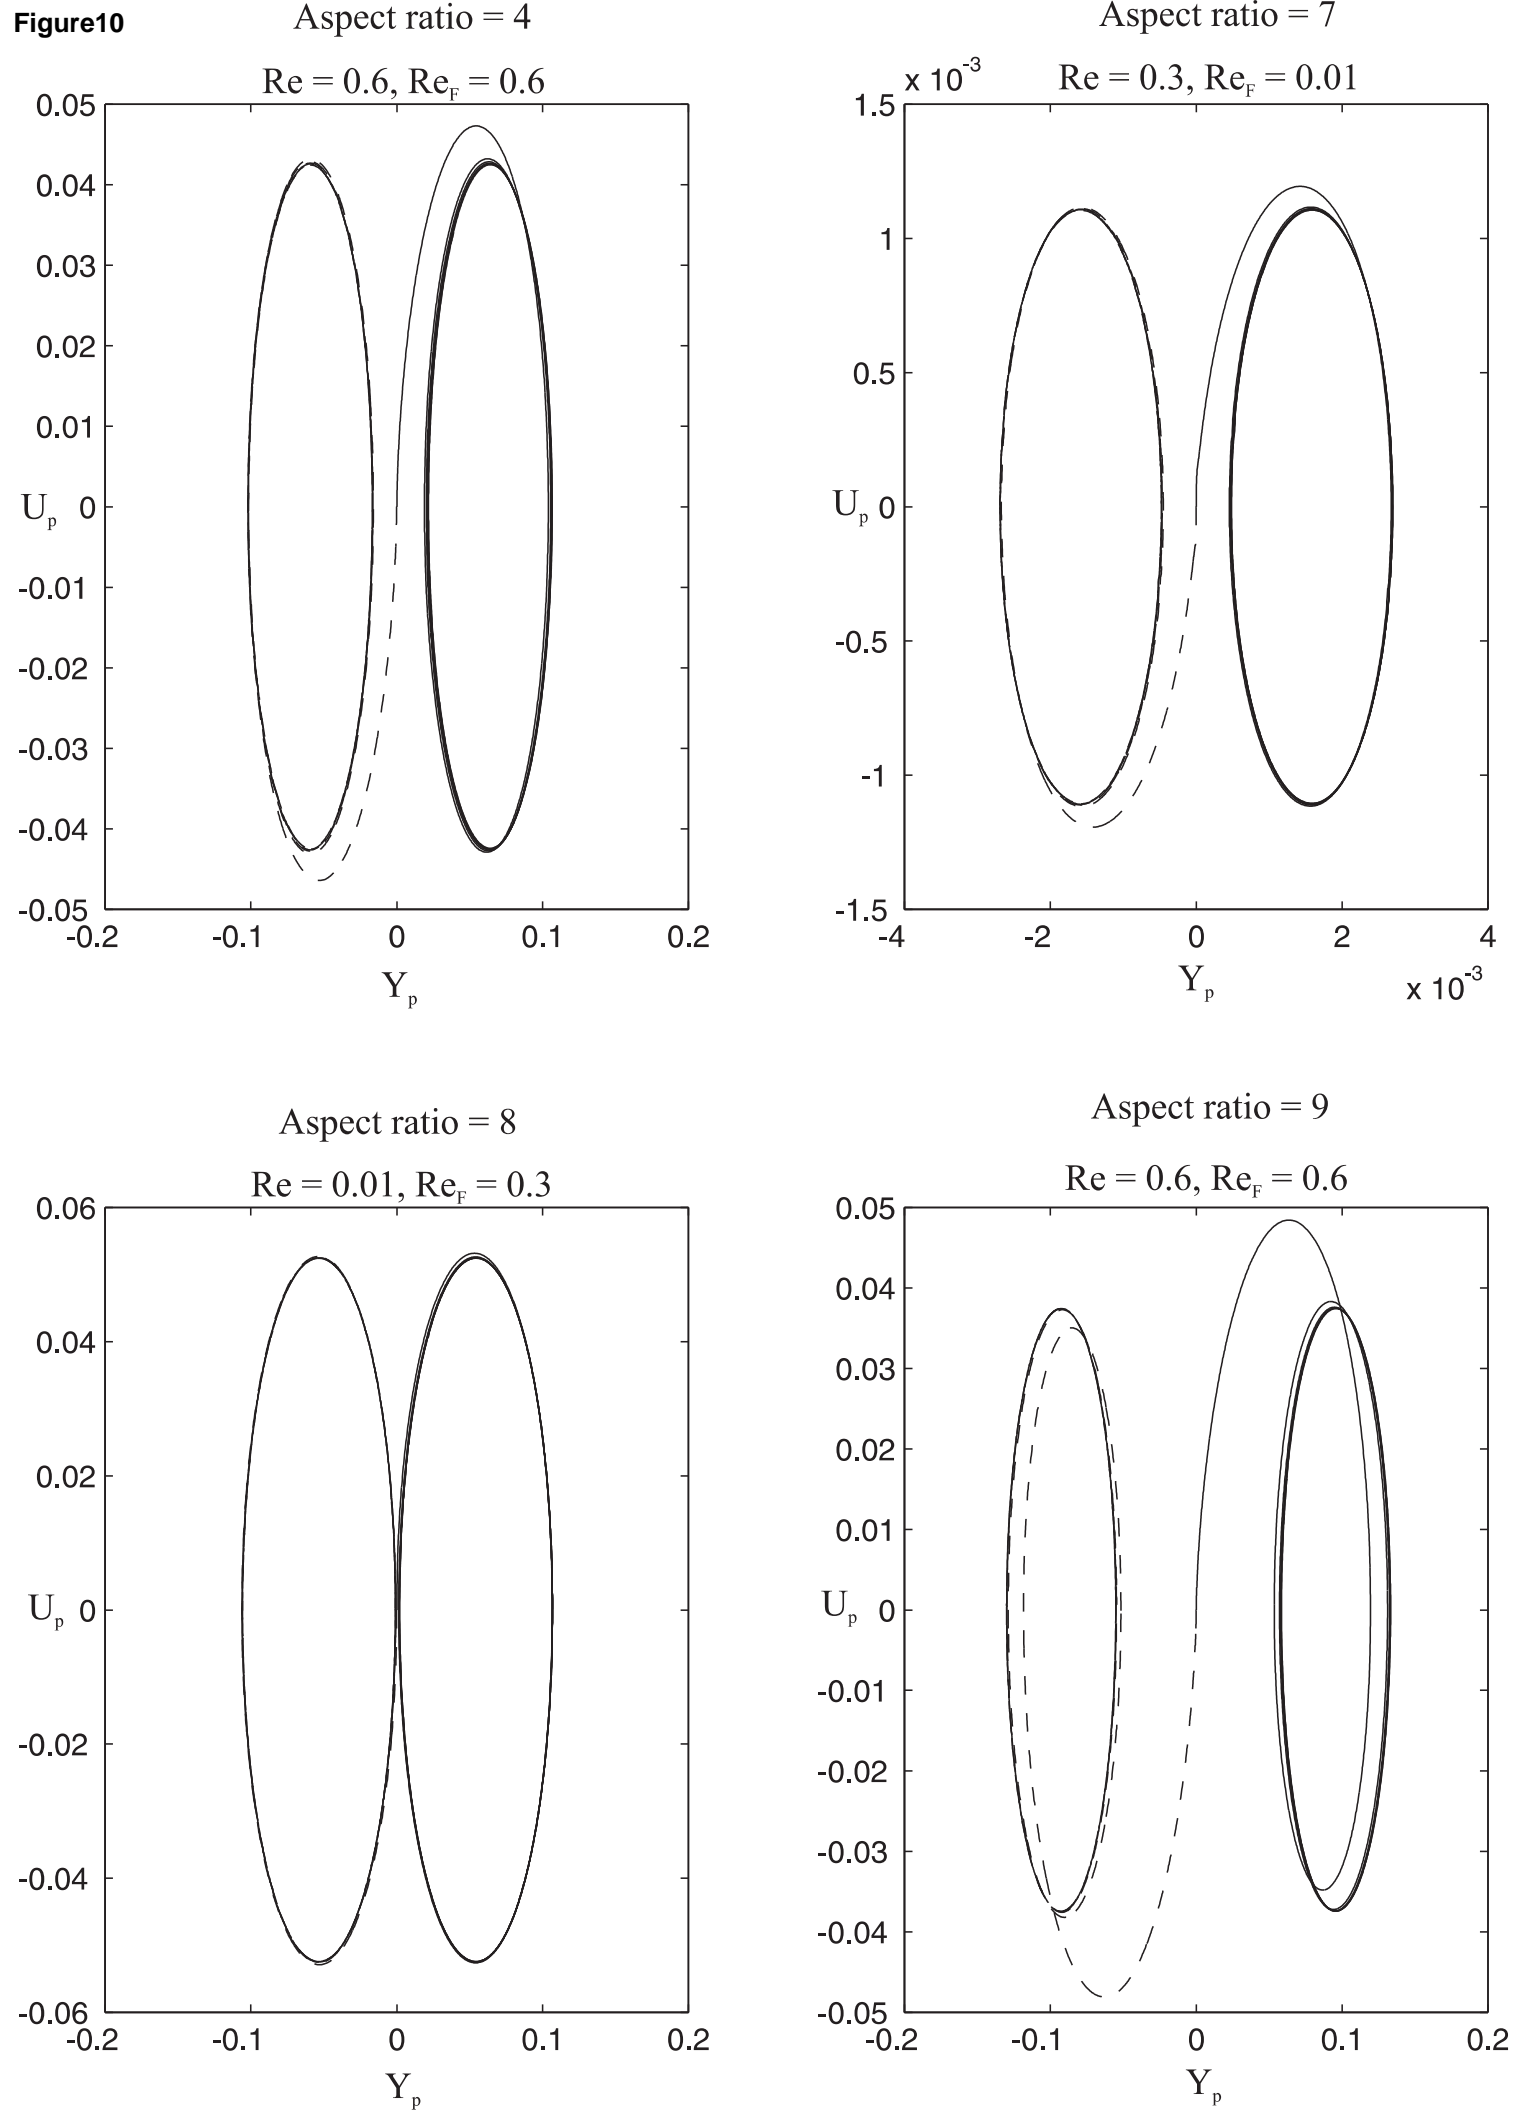 Figure10
Aspect ratio = 4
Re = 0.6, Re_F = 0.6
0.05
0.04
0.03
0.02
0.01
U_p 0
-0.01
-0.02
-0.03
-0.04
-0.05
-0.2 -0.1 0 0.1 0.2
Y_p
Aspect ratio = 7
x 10^-3 Re = 0.3, Re_F = 0.01
1.5
1
0.5
U_p 0
-0.5
-1
-1.5
-4 -2 0 2 4
Y_p x 10^-3
Aspect ratio = 8
Re = 0.01, Re_F = 0.3
0.06
0.04
0.02
U_p 0
-0.02
-0.04
-0.06
-0.2 -0.1 0 0.1 0.2
Y_p
Aspect ratio = 9
Re = 0.6, Re_F = 0.6
0.05
0.04
0.03
0.02
0.01
U_p 0
-0.01
-0.02
-0.03
-0.04
-0.05
-0.2 -0.1 0 0.1 0.2
Y_p